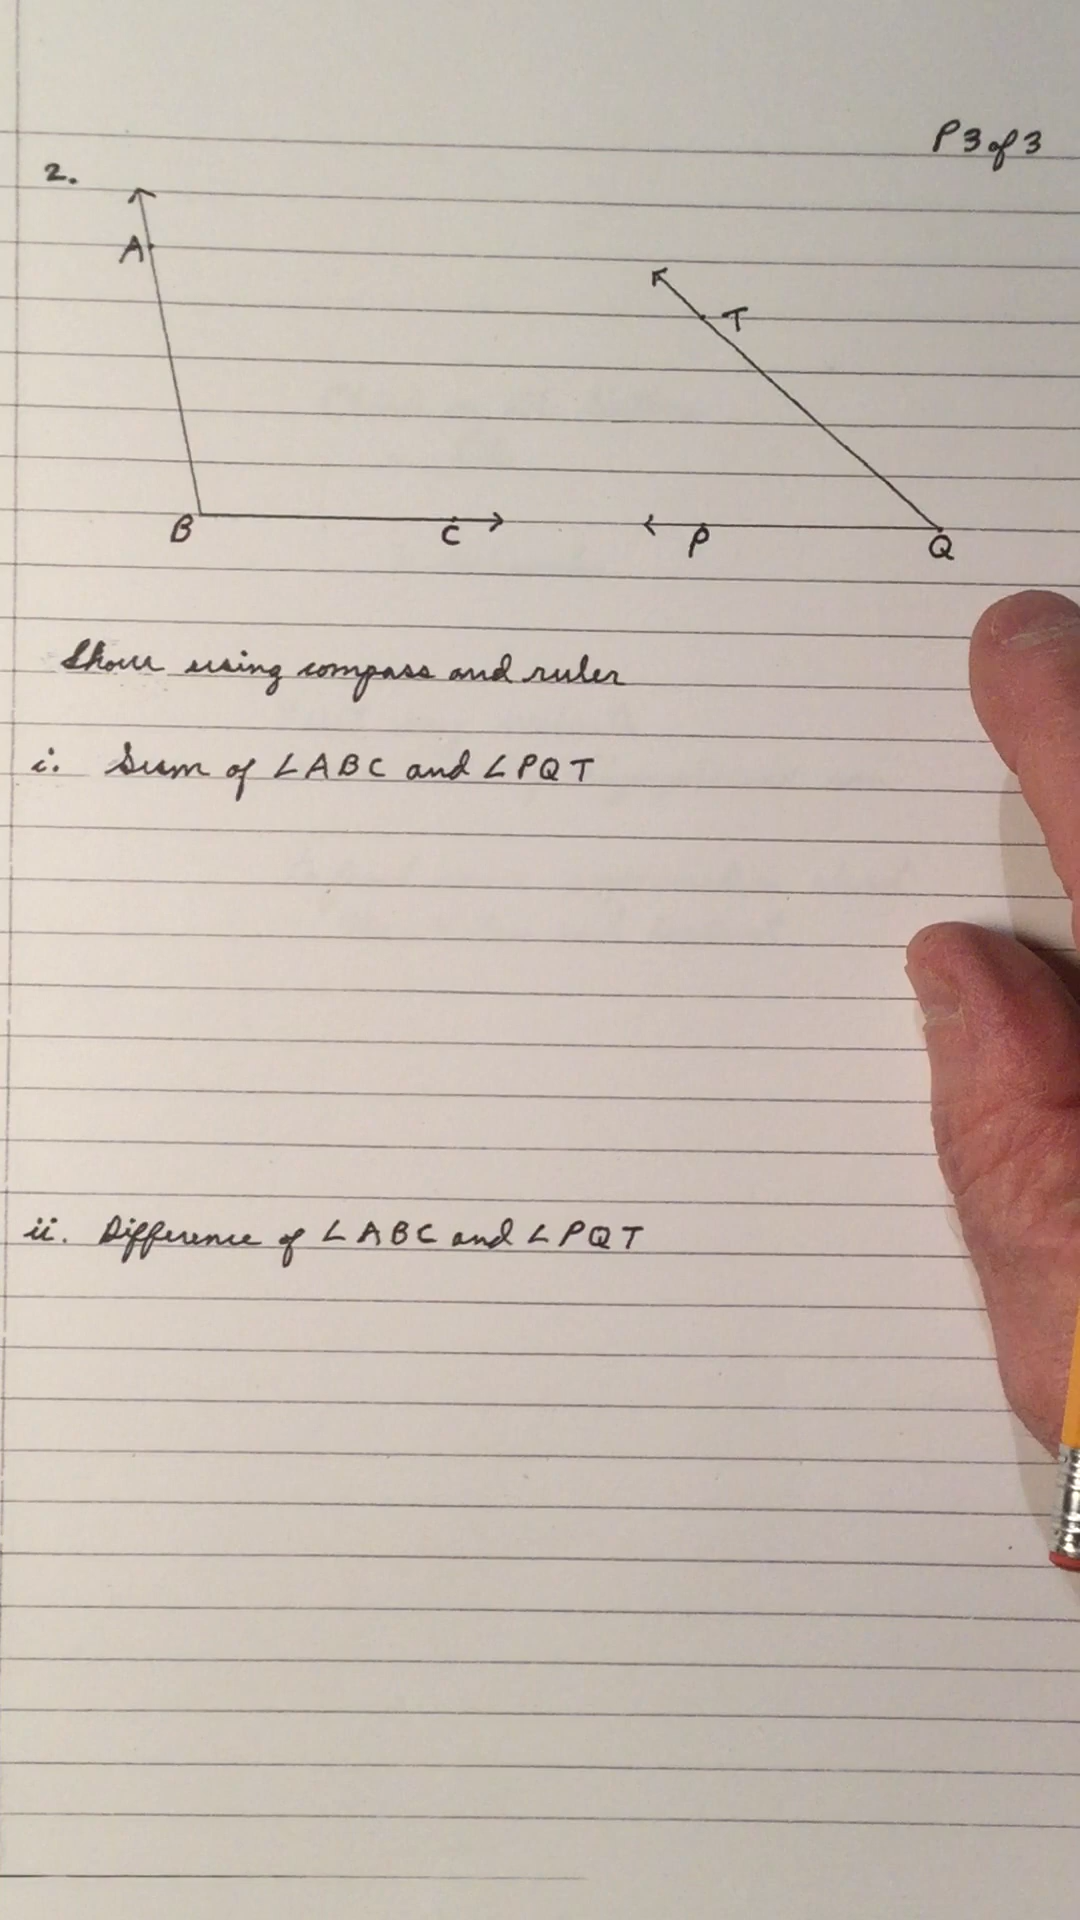 P 3 of 3
2.
A
T
B
C
P
Q
Show using compass and ruler
i. Sum of ∠ABC and ∠PQT
ii. Difference of ∠ABC and ∠PQT